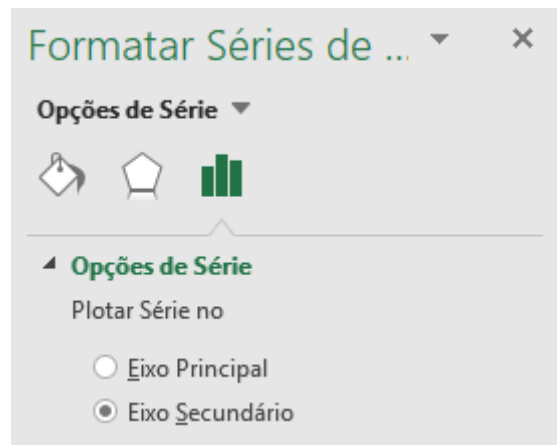 Formatar Séries de ...
Opções de Série
Opções de Série
Plotar Série no
Eixo Principal
Eixo Secundário